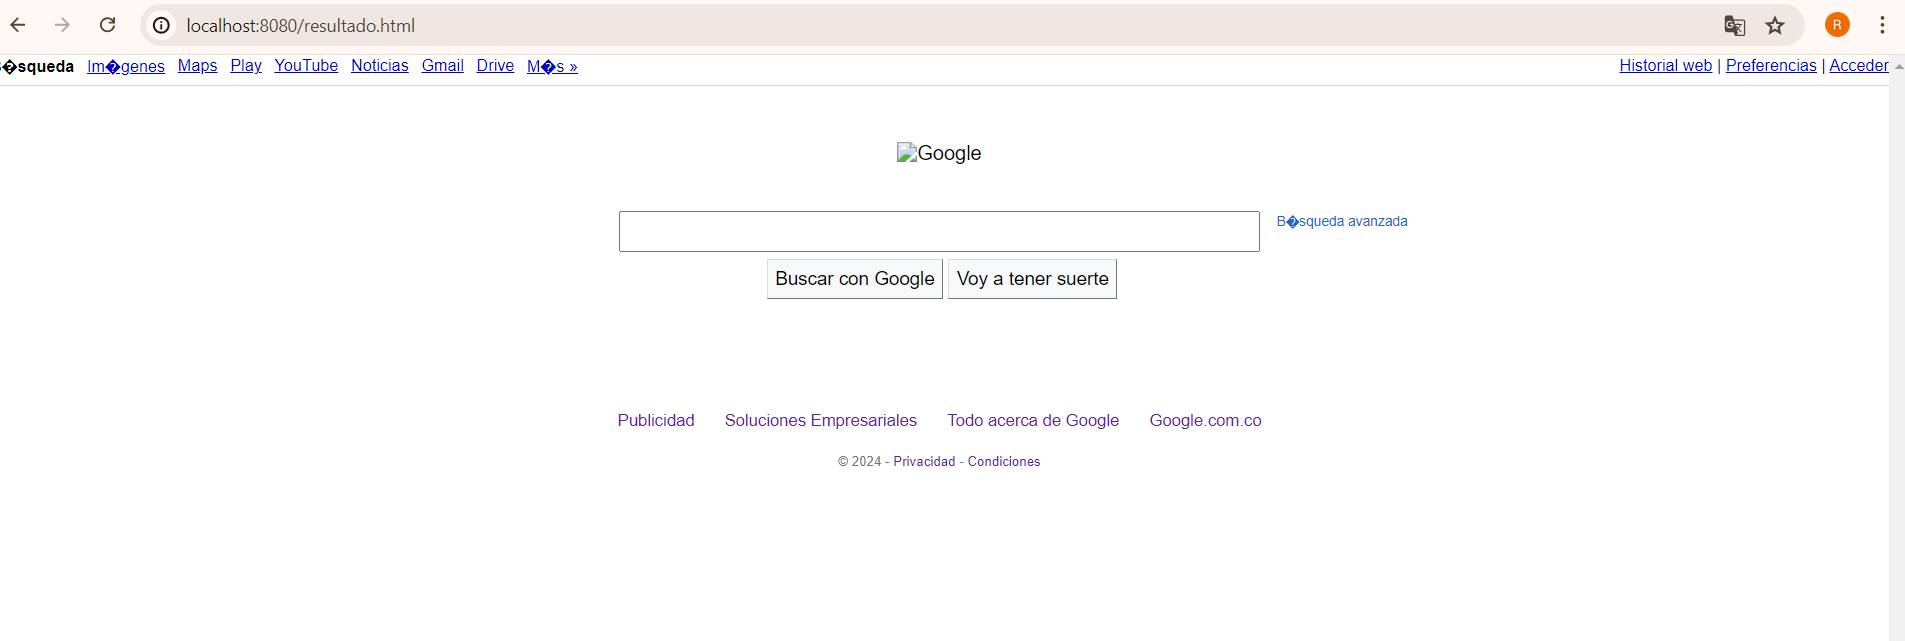 localhost:8080/resultado.html
R
�squeda Im�genes Maps Play YouTube Noticias Gmail Drive M�s » Historial web | Preferencias | Acceder
Google
B�squeda avanzada
Buscar con Google Voy a tener suerte
Publicidad Soluciones Empresariales Todo acerca de Google Google.com.co
© 2024 - Privacidad - Condiciones